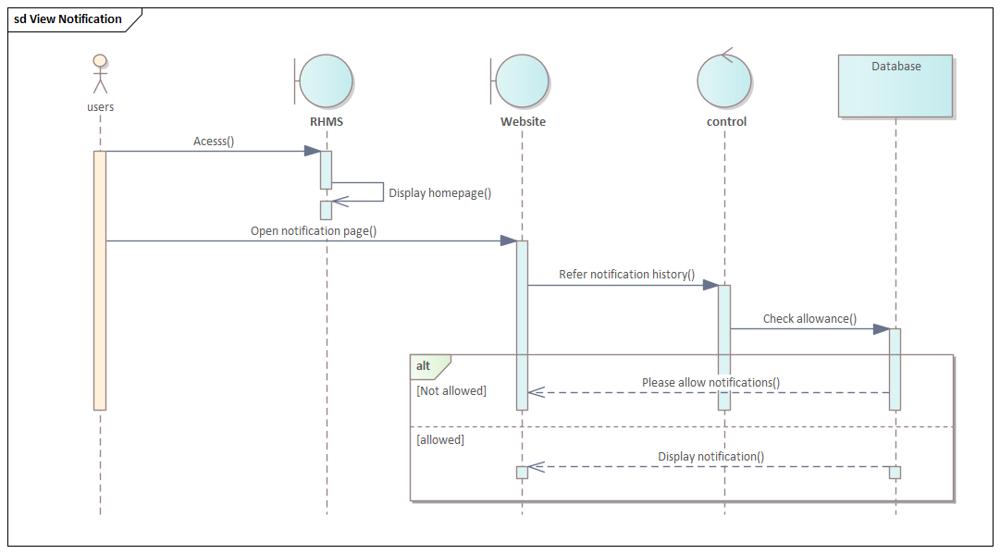 sd View Notification
users
RHMS
Website
control
Database
Acesss()
Display homepage()
Open notification page()
Refer notification history()
Check allowance()
alt
[Not allowed]
Please allow notifications()
[allowed]
Display notification()